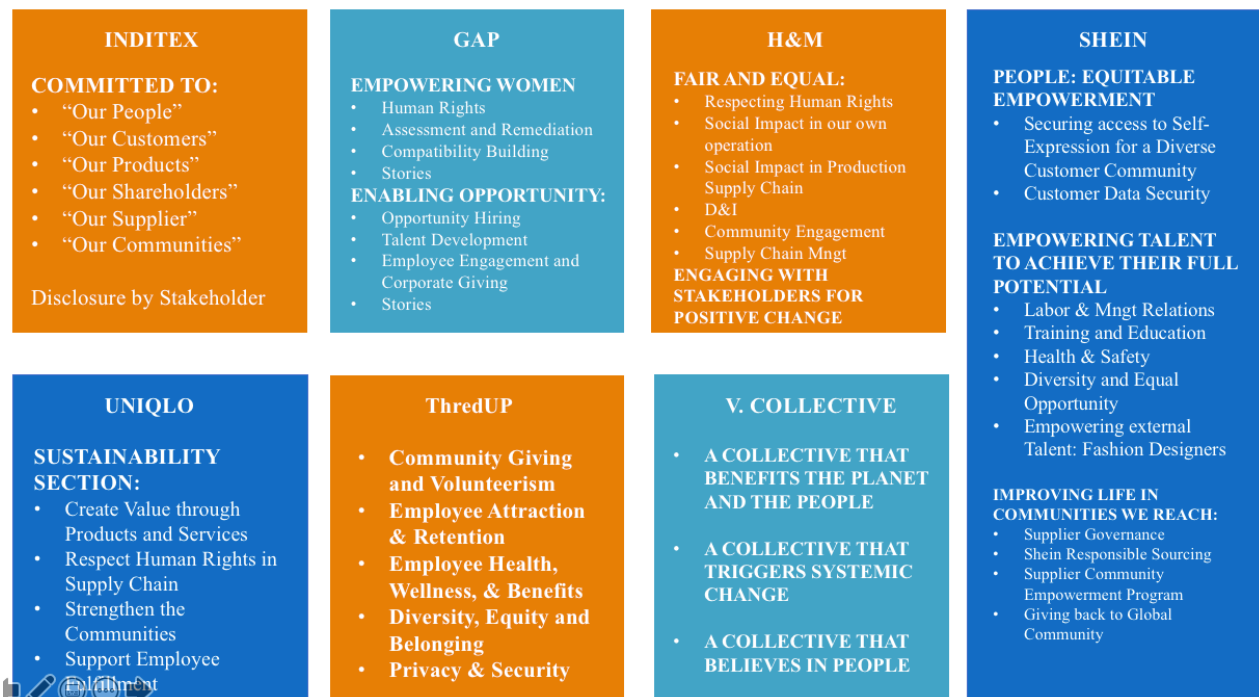 INDITEX
COMMITTED TO:
• “Our People”
• “Our Customers”
• “Our Products”
• “Our Shareholders”
• “Our Supplier”
• “Our Communities”
Disclosure by Stakeholder
GAP
EMPOWERING WOMEN
• Human Rights
• Assessment and Remediation
• Compatibility Building
• Stories
ENABLING OPPORTUNITY:
• Opportunity Hiring
• Talent Development
• Employee Engagement and
Corporate Giving
• Stories
H&M
FAIR AND EQUAL:
• Respecting Human Rights
• Social Impact in our own
operation
• Social Impact in Production
Supply Chain
• D&I
• Community Engagement
• Supply Chain Mngt
ENGAGING WITH
STAKEHOLDERS FOR
POSITIVE CHANGE
SHEIN
PEOPLE: EQUITABLE
EMPOWERMENT
• Securing access to Self-
Expression for a Diverse
Customer Community
• Customer Data Security
EMPOWERING TALENT
TO ACHIEVE THEIR FULL
POTENTIAL
• Labor & Mngt Relations
• Training and Education
• Health & Safety
• Diversity and Equal
Opportunity
• Empowering external
Talent: Fashion Designers
IMPROVING LIFE IN
COMMUNITIES WE REACH:
• Supplier Governance
• Shein Responsible Sourcing
• Supplier Community
Empowerment Program
• Giving back to Global
Community
UNIQLO
SUSTAINABILITY
SECTION:
• Create Value through
Products and Services
• Respect Human Rights in
Supply Chain
• Strengthen the
Communities
• Support Employee
Fulfillment
ThredUP
• Community Giving
and Volunteerism
• Employee Attraction
& Retention
• Employee Health,
Wellness, & Benefits
• Diversity, Equity and
Belonging
• Privacy & Security
V. COLLECTIVE
• A COLLECTIVE THAT
BENEFITS THE PLANET
AND THE PEOPLE
• A COLLECTIVE THAT
TRIGGERS SYSTEMIC
CHANGE
• A COLLECTIVE THAT
BELIEVES IN PEOPLE